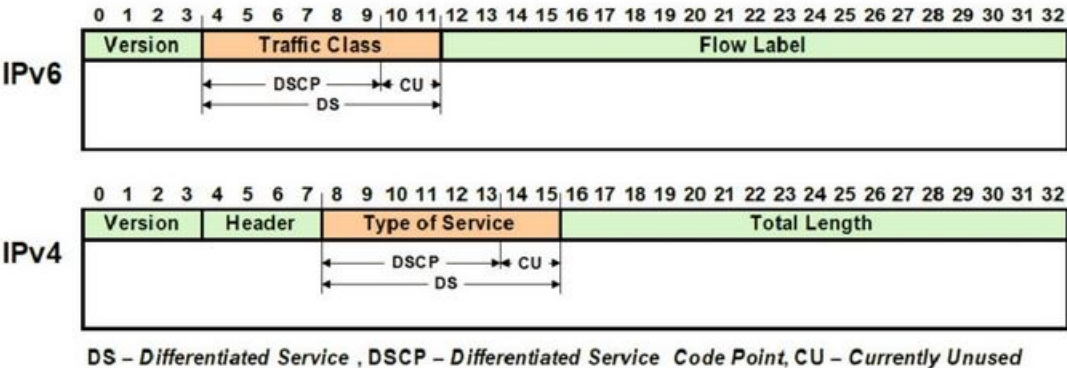 0 1 2 3 4 5 6 7 8 9 10 11 12 13 14 15 16 17 18 19 20 21 22 23 24 25 26 27 28 29 30 31 32
Version Traffic Class Flow Label
IPv6
DSCP CU
DS
0 1 2 3 4 5 6 7 8 9 10 11 12 13 14 15 16 17 18 19 20 21 22 23 24 25 26 27 28 29 30 31 32
Version Header Type of Service Total Length
IPv4
DSCP CU
DS
DS – Differentiated Service , DSCP – Differentiated Service Code Point, CU – Currently Unused